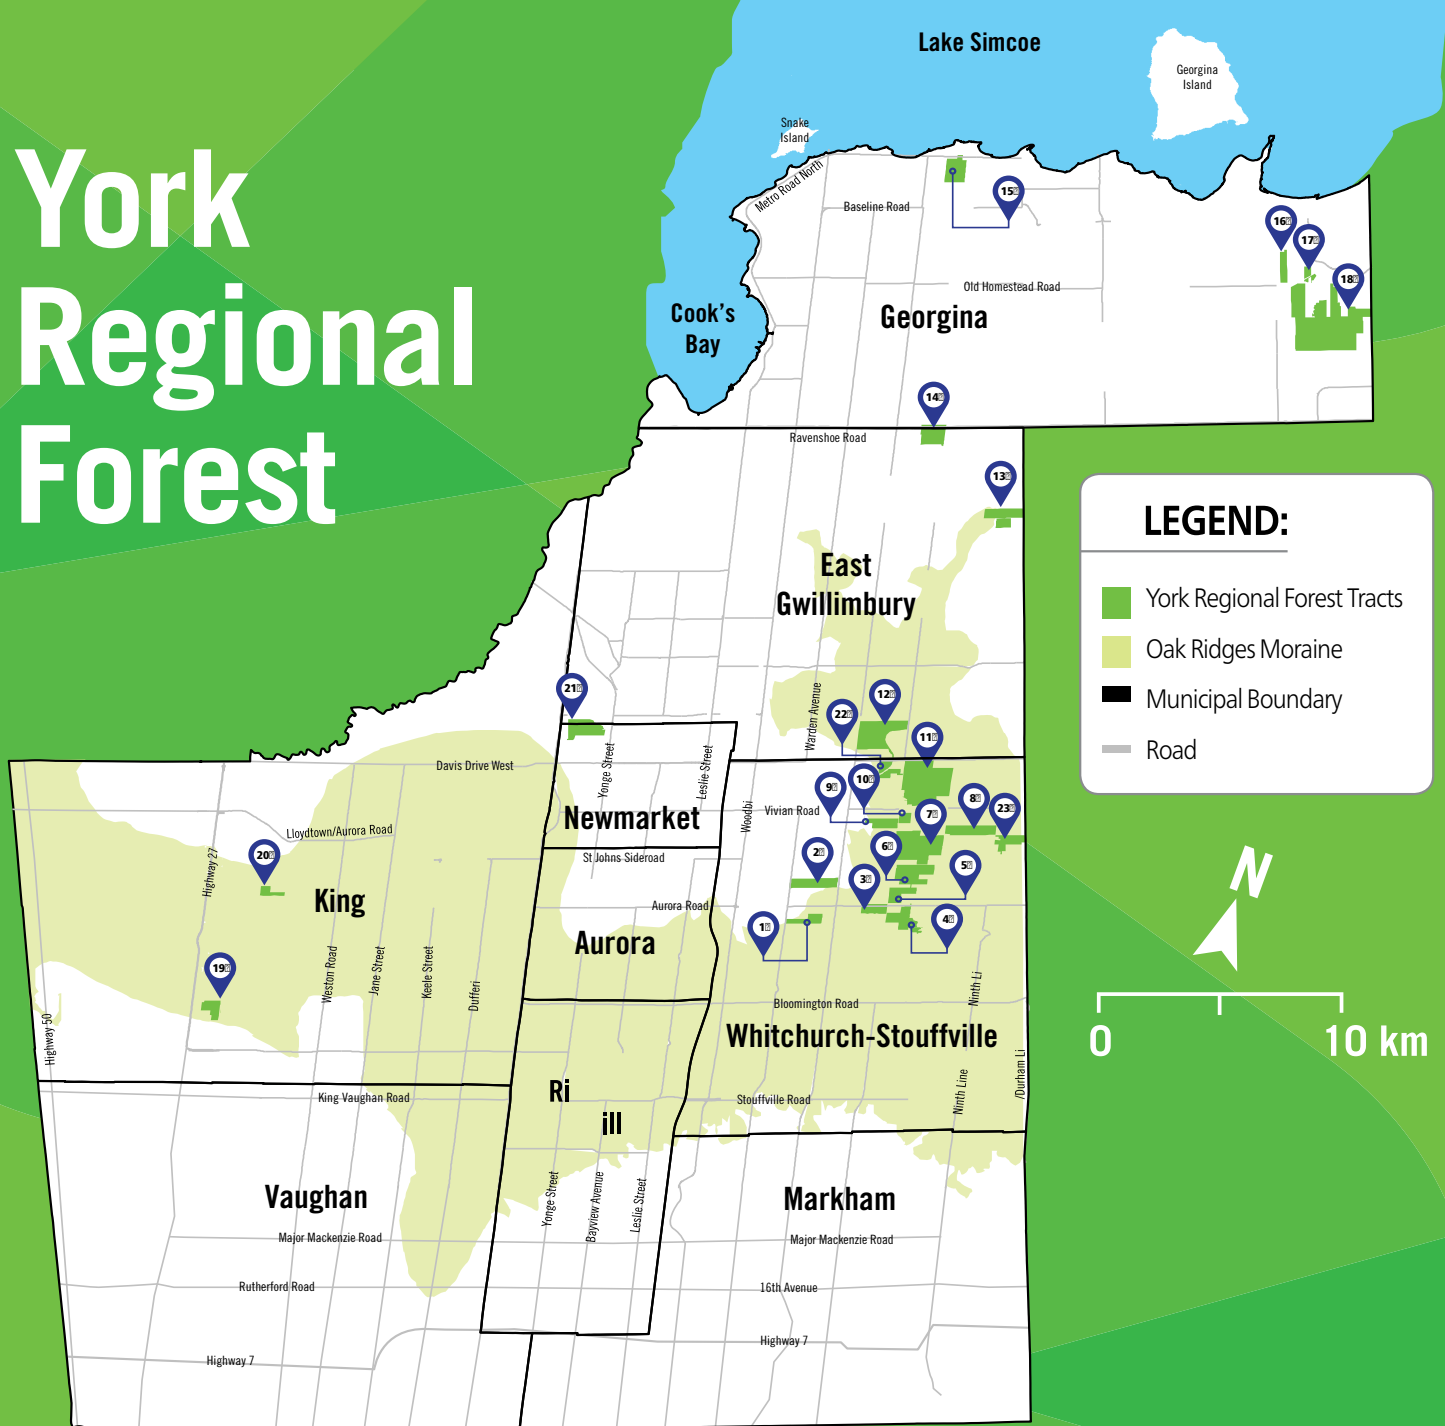 York
Regional
Forest
Lake Simcoe
Georgina
Island
Snake
Island
Metro Road North
Baseline Road
15
16
17
18
Old Homestead Road
Cook's
Bay
Georgina
14
Ravenshoe Road
13
LEGEND:
York Regional Forest Tracts
Oak Ridges Moraine
Municipal Boundary
Road
East
Gwillimbury
21
12
22
11
Warden Avenue
Yonge Street
Leslie Street
Davis Drive West
9
10
8
23
7
Woodbi
Vivian Road
Newmarket
Lloydtown/Aurora Road
20
Highway 27
St Johns Sideroad
2
6
5
3
King
Aurora Road
4
1
Aurora
19
Weston Road
Jane Street
Keele Street
Dufferi
Ninth Li
Bloomington Road
Highway 50
Whitchurch-Stouffville
N
0
10 km
Ri
ill
King Vaughan Road
Stouffville Road
Ninth Line
/Durham Li
Vaughan
Yonge Street
Bayview Avenue
Leslie Street
Markham
Major Mackenzie Road
Major Mackenzie Road
Rutherford Road
16th Avenue
Highway 7
Highway 7